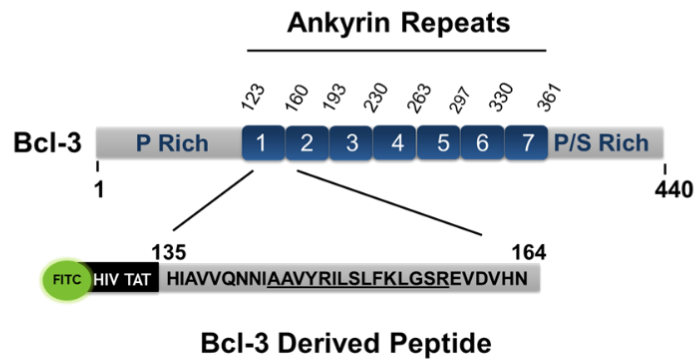 Ankyrin Repeats
123 160 193 230 263 297 330 361
Bcl-3 P Rich 1 2 3 4 5 6 7 P/S Rich
1 440
135 164
FITC HIV TAT HIAVVQNNIAAVYRILSLFKLGSREVDVHN
Bcl-3 Derived Peptide